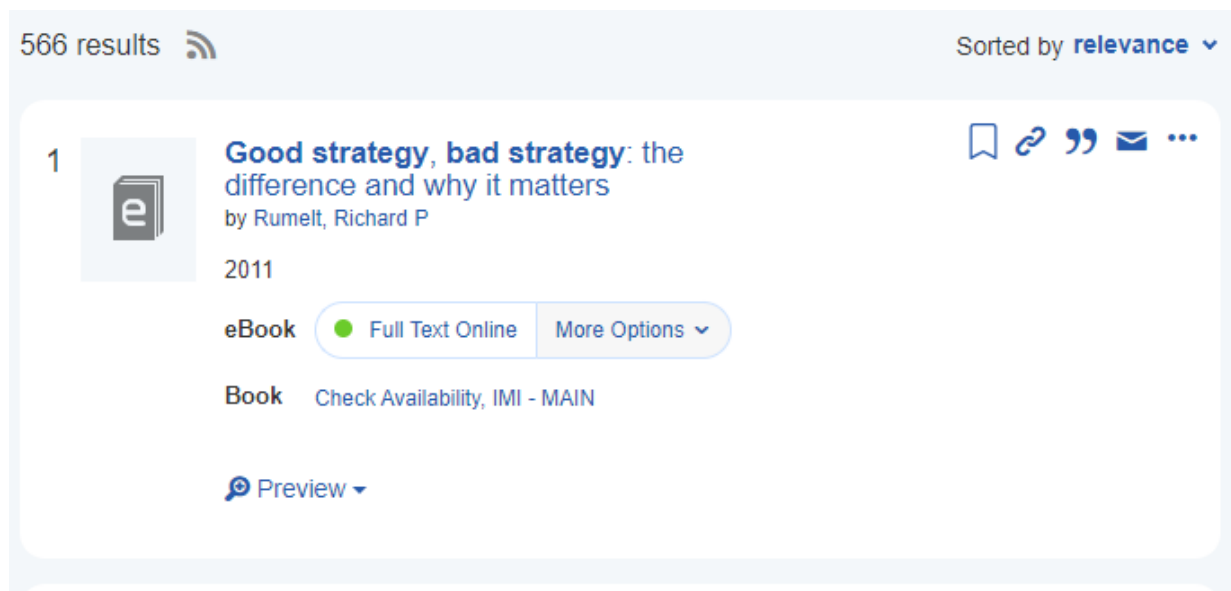 566 results
Sorted by relevance
1
Good strategy, bad strategy: the
difference and why it matters
by Rumelt, Richard P
2011
eBook Full Text Online More Options
Book Check Availability, IMI - MAIN
Preview